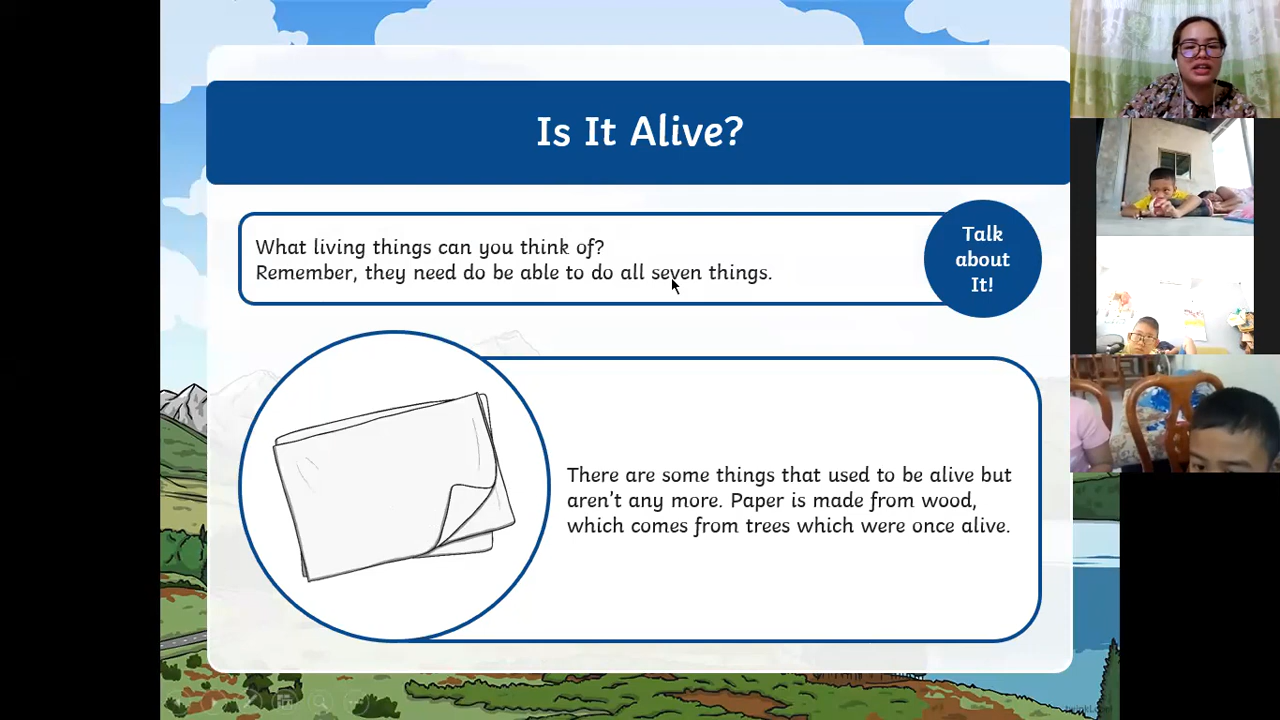 Is It Alive?
What living things can you think of?
Remember, they need do be able to do all seven things.
Talk
about
It!
There are some things that used to be alive but
aren't any more. Paper is made from wood,
which comes from trees which were once alive.